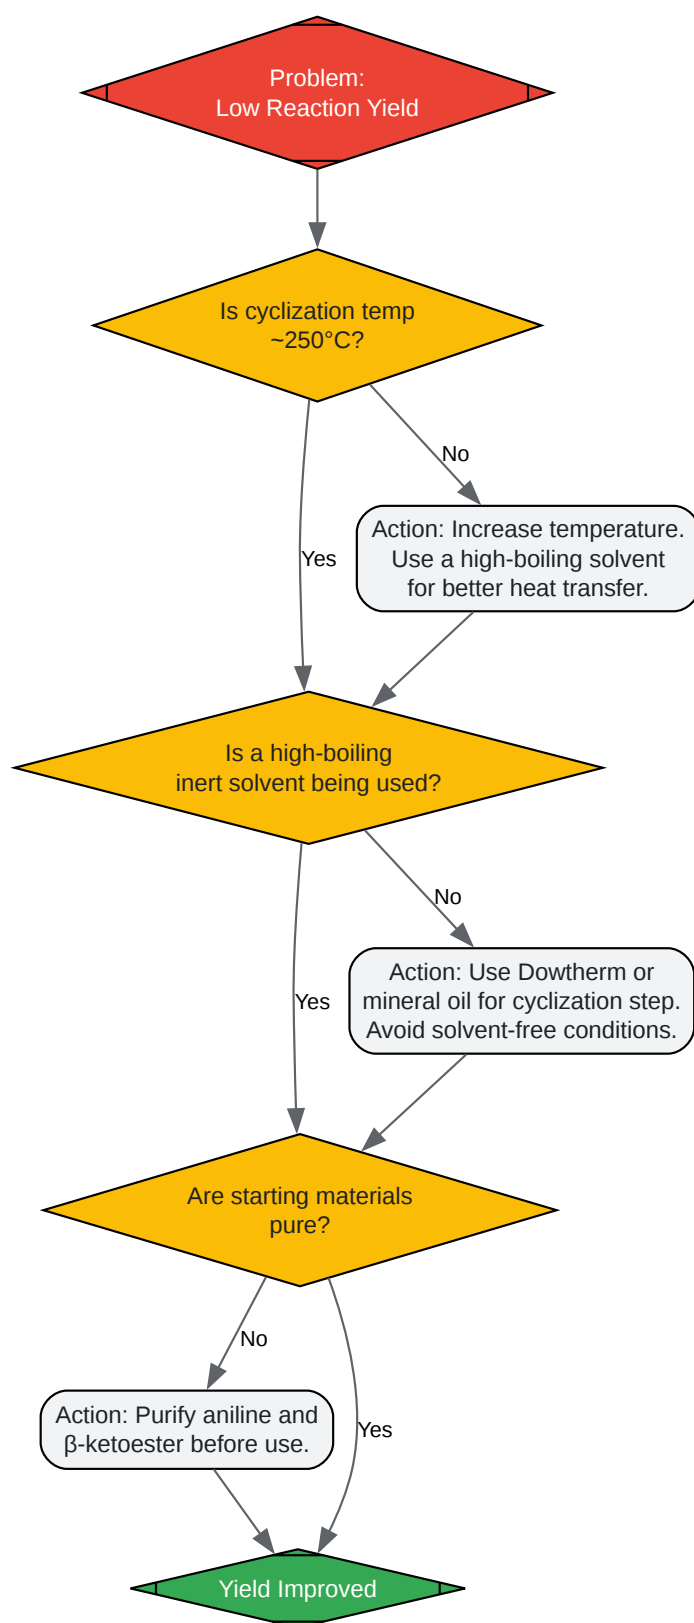 Problem:
Low Reaction Yield
Is cyclization temp
~250°C?
No
Yes
Action: Increase temperature.
Use a high-boiling solvent
for better heat transfer.
Is a high-boiling
inert solvent being used?
No
Yes
Action: Use Dowtherm or
mineral oil for cyclization step.
Avoid solvent-free conditions.
Are starting materials
pure?
No
Yes
Action: Purify aniline and
β-ketoester before use.
Yield Improved